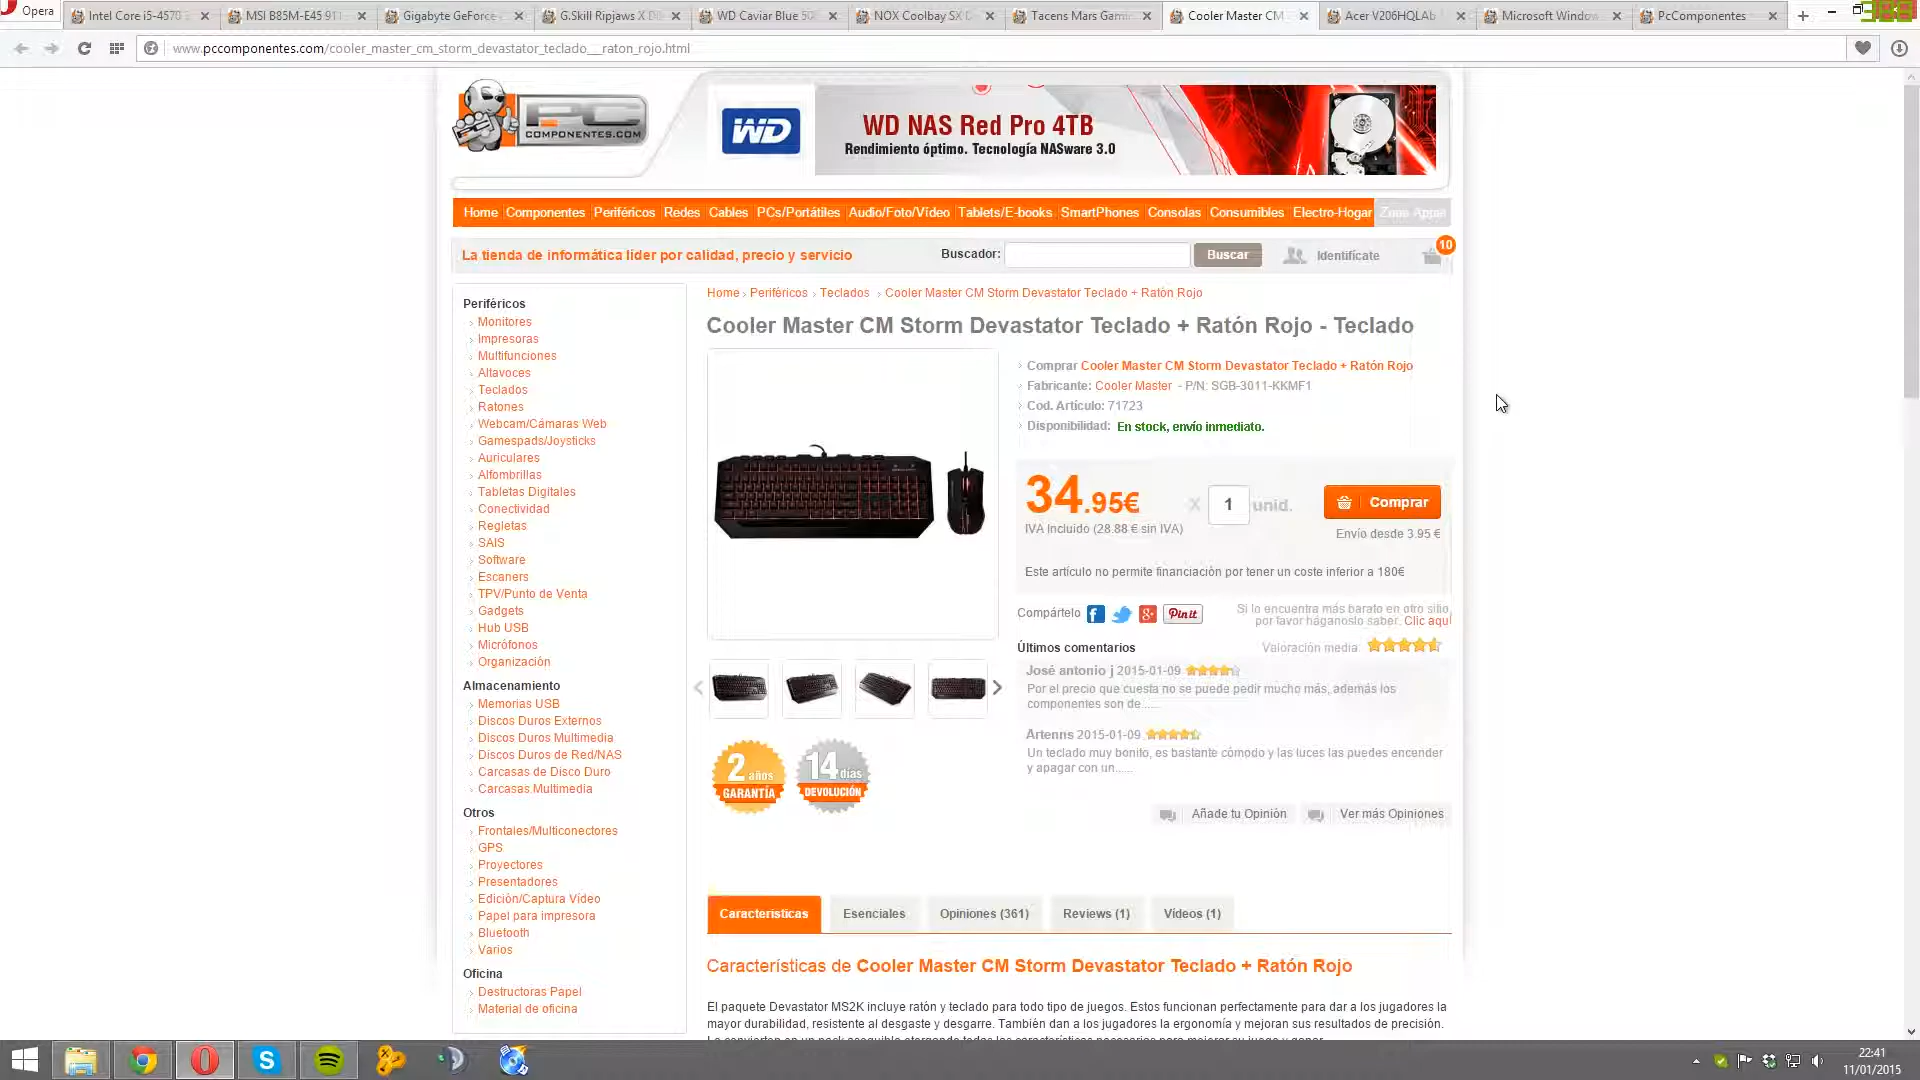 Opera
Intel Core i5-4570
MSI B85M-E45 911
Gigabyte GeForce
G.Skill Ripjaws X D
WD Caviar Blue 50
NOX Coolbay SX D
Tacens Mars Gami
Cooler Master CM
Acer V206HQLAb
Microsoft Window
PcComponentes
www.pccomponentes.com/cooler_master_cm_storm_devastator_teclado__raton_rojo.html
PC
COMPONENTES.COM
WD
WD NAS Red Pro 4TB
Rendimiento óptimo. Tecnología NASware 3.0
Home Componentes Periféricos Redes Cables PCs/Portátiles Audio/Foto/Vídeo Tablets/E-books SmartPhones Consolas Consumibles Electro-Hogar Zona Apple
La tienda de informática líder por calidad, precio y servicio
Buscador:
Buscar
Identifícate
10
Periféricos
Monitores
Impresoras
Multifunciones
Altavoces
Teclados
Ratones
Webcam/Cámaras Web
Gamespads/Joysticks
Auriculares
Alfombrillas
Tabletas Digitales
Conectividad
Regletas
SAIS
Software
Escaners
TPV/Punto de Venta
Gadgets
Hub USB
Micrófonos
Organización
Almacenamiento
Memorias USB
Discos Duros Externos
Discos Duros Multimedia
Discos Duros de Red/NAS
Carcasas de Disco Duro
Carcasas Multimedia
Otros
Frontales/Multiconectores
GPS
Proyectores
Presentadores
Edición/Captura Vídeo
Papel para impresora
Bluetooth
Varios
Oficina
Destructoras Papel
Material de oficina
Home › Periféricos › Teclados › Cooler Master CM Storm Devastator Teclado + Ratón Rojo
Cooler Master CM Storm Devastator Teclado + Ratón Rojo - Teclado
Comprar Cooler Master CM Storm Devastator Teclado + Ratón Rojo
Fabricante: Cooler Master - P/N: SGB-3011-KKMF1
Cod. Artículo: 71723
Disponibilidad: En stock, envío inmediato.
34.95€
X 1 unid.
Comprar
IVA Incluido (28.88 € sin IVA)
Envío desde 3.95 €
Este artículo no permite financiación por tener un coste inferior a 180€
Compártelo
Pin it
Si lo encuentra más barato en otro sitio,
por favor háganoslo saber. Clic aquí
Últimos comentarios
Valoración media:
José antonio j 2015-01-09
Por el precio que cuesta no se puede pedir mucho más, además los
componentes son de......
Artenns 2015-01-09
Un teclado muy bonito, es bastante cómodo y las luces las puedes encender
y apagar con un......
2 años
GARANTÍA
14 días
DEVOLUCIÓN
Añade tu Opinión
Ver más Opiniones
Características
Esenciales
Opiniones (361)
Reviews (1)
Vídeos (1)
Características de Cooler Master CM Storm Devastator Teclado + Ratón Rojo
El paquete Devastator MS2K incluye ratón y teclado para todo tipo de juegos. Estos funcionan perfectamente para dar a los jugadores la
mayor durabilidad, resistente al desgaste y desgarre. También dan a los jugadores la ergonomía y mejoran sus resultados de precisión.
22:41
11/01/2015